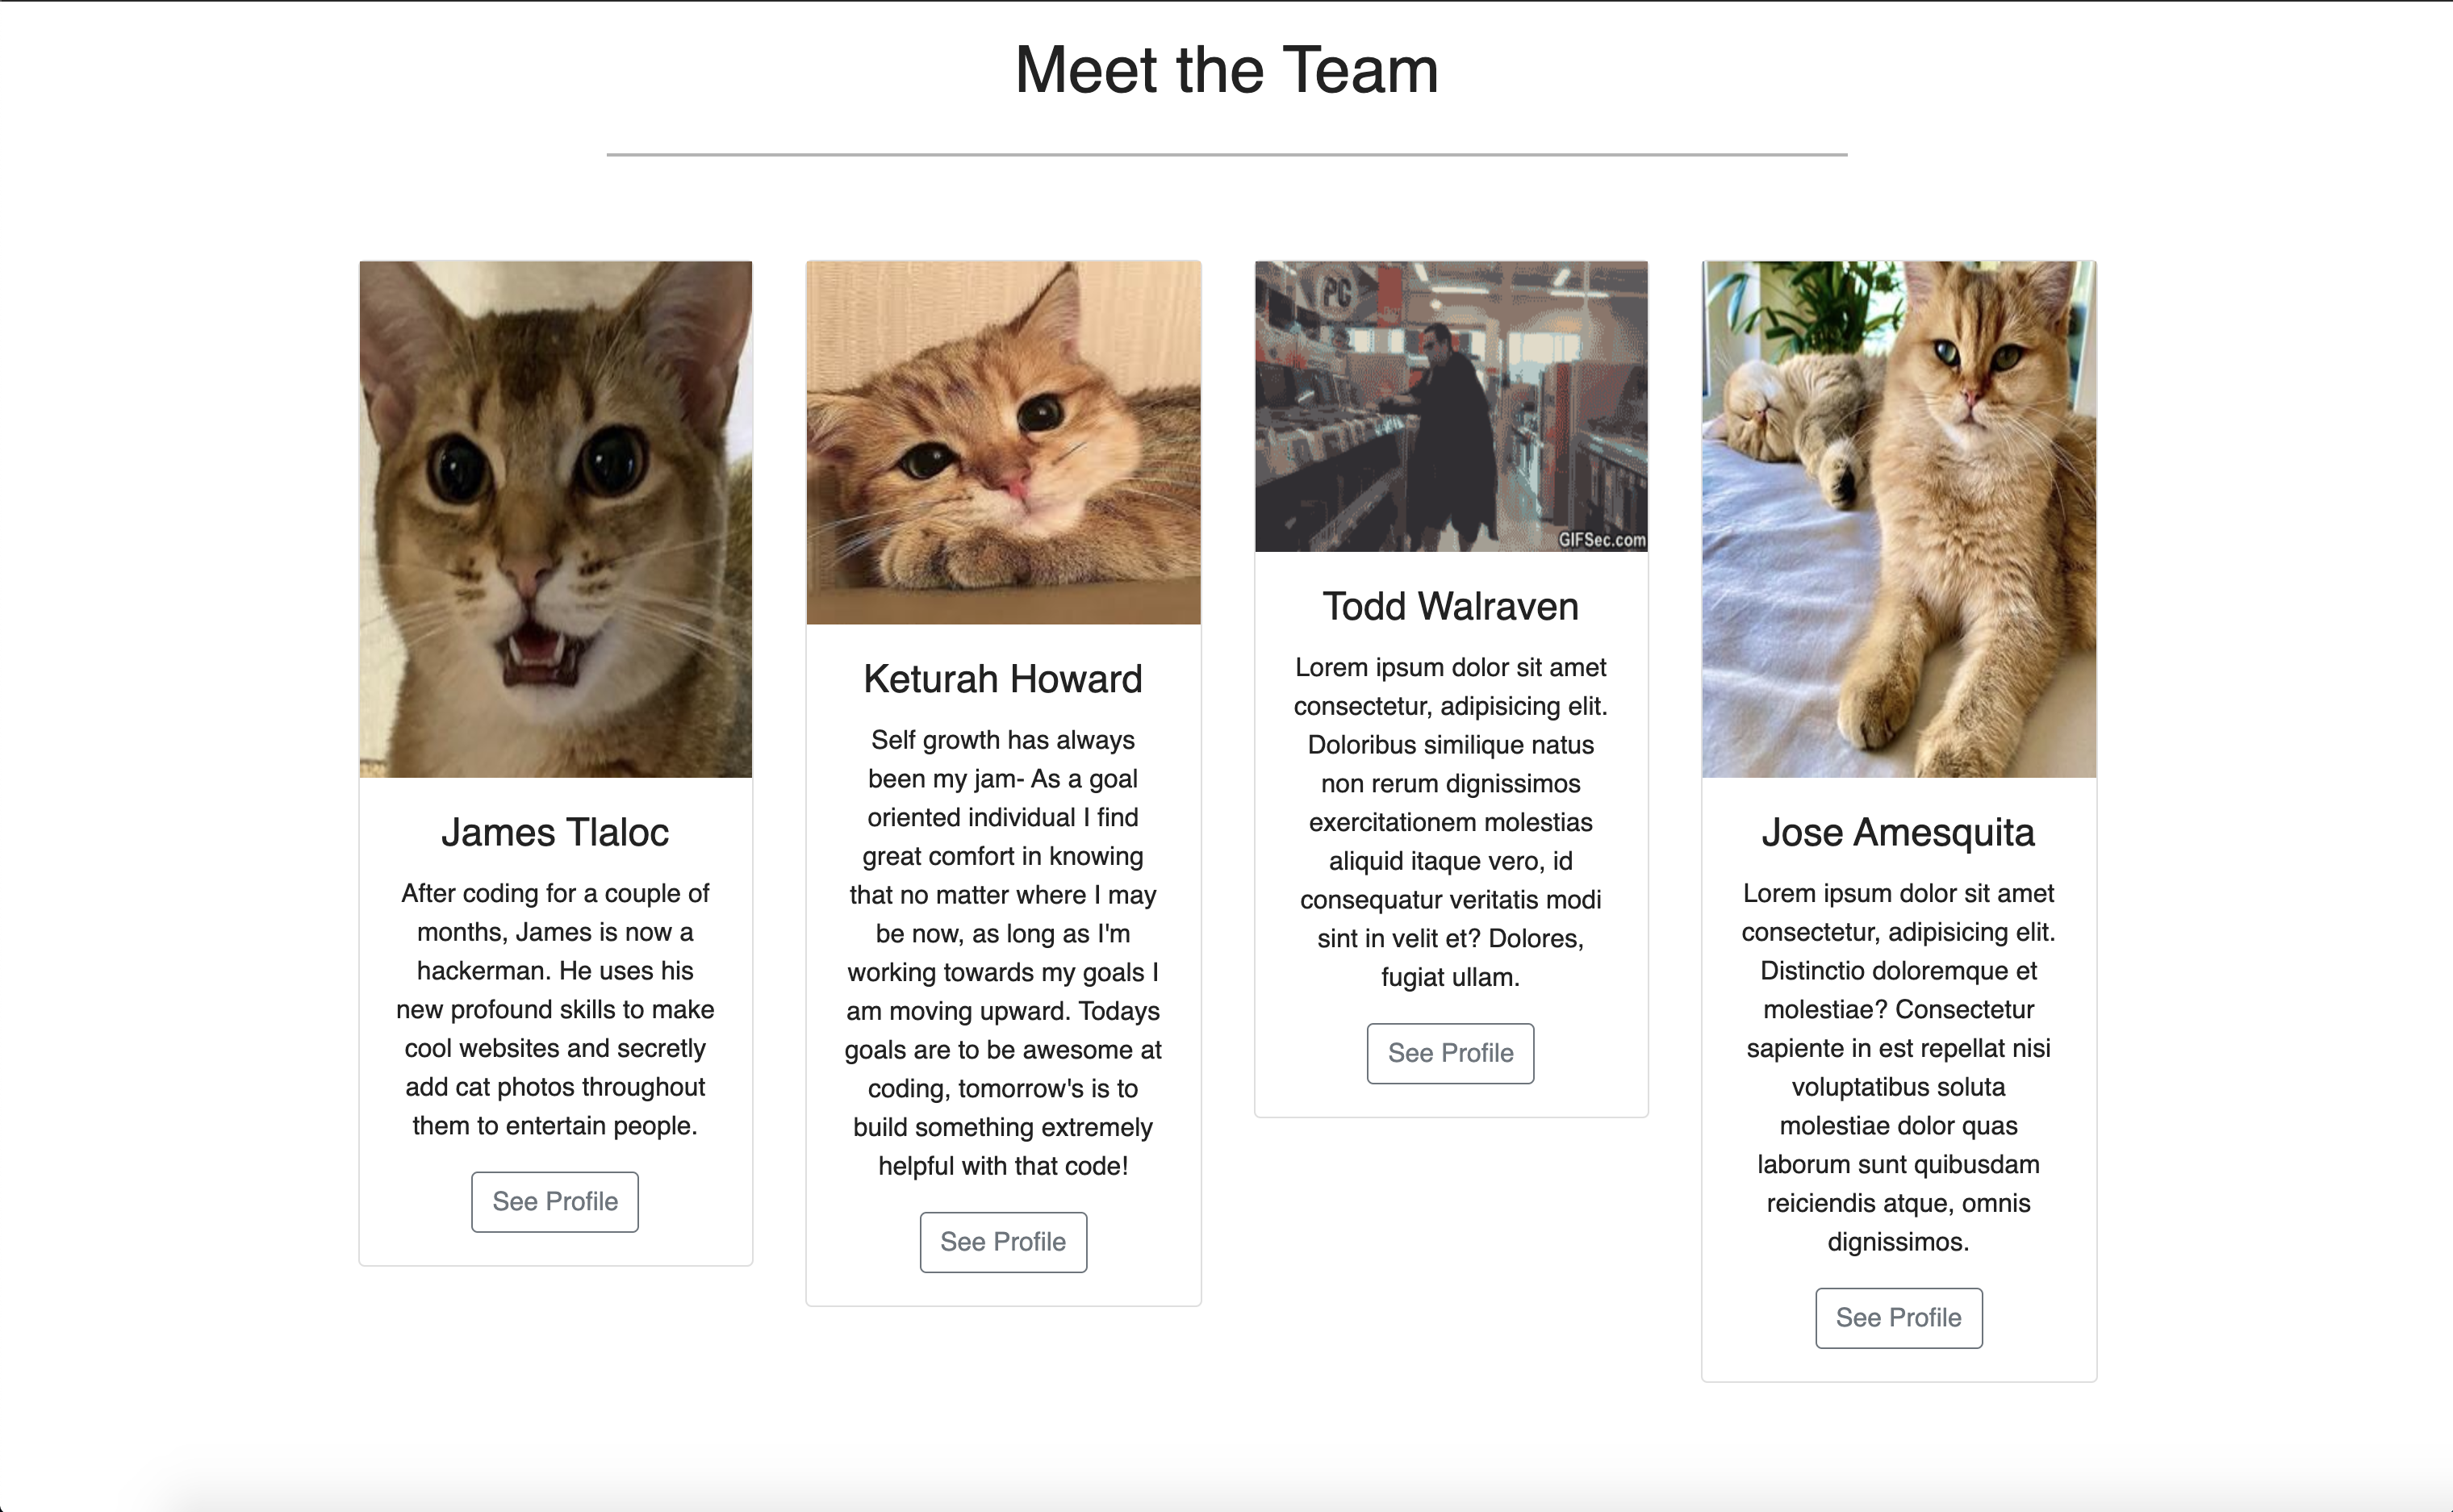 Meet the Team
James Tlaloc
After coding for a couple of
months, James is now a
hackerman. He uses his
new profound skills to make
cool websites and secretly
add cat photos throughout
them to entertain people.
See Profile
Keturah Howard
Self growth has always
been my jam- As a goal
oriented individual I find
great comfort in knowing
that no matter where I may
be now, as long as I'm
working towards my goals I
am moving upward. Todays
goals are to be awesome at
coding, tomorrow's is to
build something extremely
helpful with that code!
See Profile
PC
GIFSec.com
Todd Walraven
Lorem ipsum dolor sit amet
consectetur, adipisicing elit.
Doloribus similique natus
non rerum dignissimos
exercitationem molestias
aliquid itaque vero, id
consequatur veritatis modi
sint in velit et? Dolores,
fugiat ullam.
See Profile
Jose Amesquita
Lorem ipsum dolor sit amet
consectetur, adipisicing elit.
Distinctio doloremque et
molestiae? Consectetur
sapiente in est repellat nisi
voluptatibus soluta
molestiae dolor quas
laborum sunt quibusdam
reiciendis atque, omnis
dignissimos.
See Profile